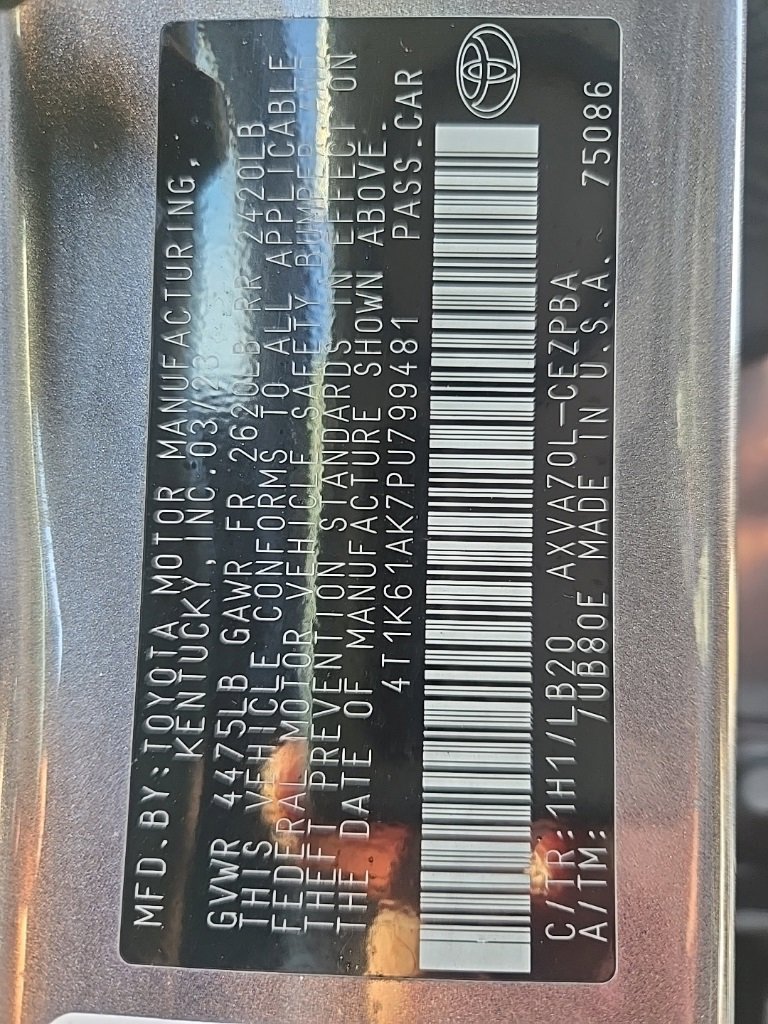 MFD.BY:TOYOTA MOTOR MANUFACTURING,
KENTUCKY,INC.03/23
GVWR 4475LB GAWR FR 2620LB RR 2420LB
THIS VEHICLE CONFORMS TO ALL APPLICABLE
FEDERAL MOTOR VEHICLE SAFETY, BUMPER, AND
THEFT PREVENTION STANDARDS IN EFFECT ON
THE DATE OF MANUFACTURE SHOWN ABOVE.
4T1K61AK7PU799481 PASS.CAR
C/TR:1H1/LB20 AXVA70L-CEZPBA
A/TM: 7UB80E MADE IN U.S.A. 75086